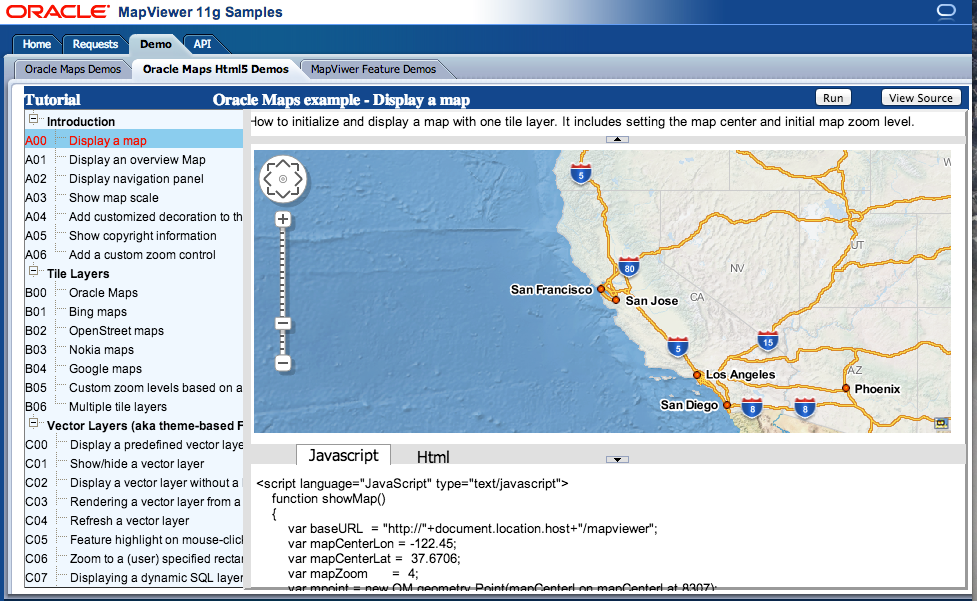 ORACLE® MapViewer 11g Samples
Home Requests Demo API
Oracle Maps Demos Oracle Maps Html5 Demos MapViwer Feature Demos
Tutorial Oracle Maps example - Display a map Run View Source
Introduction
A00 Display a map
A01 Display an overview Map
A02 Display navigation panel
A03 Show map scale
A04 Add customized decoration to th
A05 Show copyright information
A06 Add a custom zoom control
Tile Layers
B00 Oracle Maps
B01 Bing maps
B02 OpenStreet maps
B03 Nokia maps
B04 Google maps
B05 Custom zoom levels based on a
B06 Multiple tile layers
Vector Layers (aka theme-based F
C00 Display a predefined vector laye
C01 Show/hide a vector layer
C02 Display a vector layer without a
C03 Rendering a vector layer from a
C04 Refresh a vector layer
C05 Feature highlight on mouse-clic
C06 Zoom to a (user) specified recta
C07 Displaying a dynamic SQL layer
How to initialize and display a map with one tile layer. It includes setting the map center and initial map zoom level.
5
W
UT
80
NV
San Francisco
San Jose
CA
5
15
Los Angeles
AZ
Phoenix
San Diego
8
8
Javascript Html
<script language="JavaScript" type="text/javascript">
function showMap()
{
var baseURL = "http://"+document.location.host+"/mapviewer";
var mapCenterLon = -122.45;
var mapCenterLat = 37.6706;
var mapZoom = 4;
var mpoint = new OM.geometry.Point(mapCenterLon,mapCenterLat,8307);